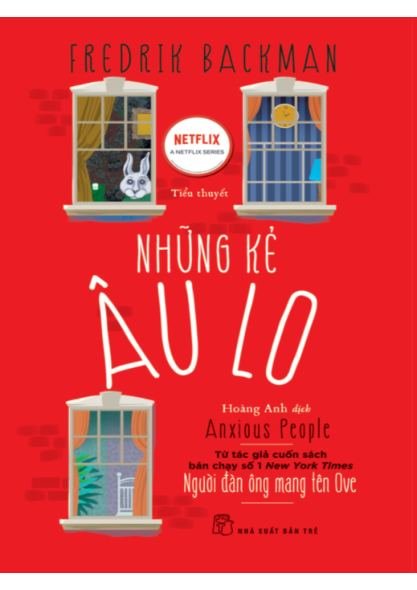 FREDRIK BACKMAN
NETFLIX
A NETFLIX SERIES
Tiểu thuyết
NHỮNG KẺ
ÂU LO
Hoàng Anh dịch
Anxious People
Từ tác giả cuốn sách
bán chạy số 1 New York Times
Người đàn ông mang tên Ove
NHÀ XUẤT BẢN TRẺ